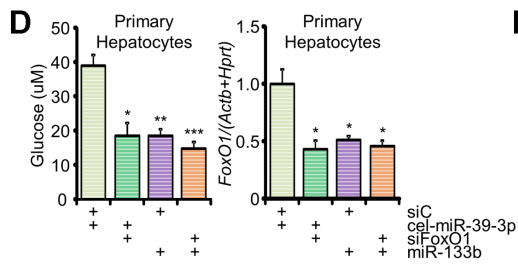 D
Primary
Hepatocytes
Glucose (uM)
50
40
30
20
10
0
*
**
***
Primary
Hepatocytes
FoxO1/(Actb+Hprt)
1.5
1.0
0.5
0
*
*
*
+ + + + siC
+ + + + cel-miR-39-3p
+ + + + siFoxO1
+ + + + miR-133b